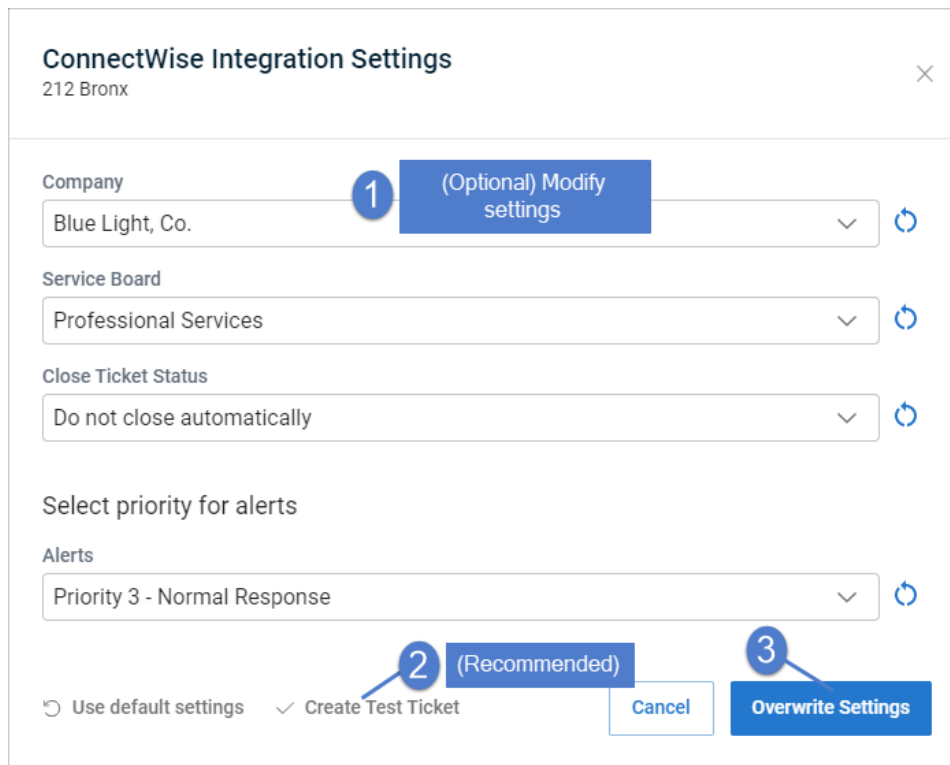 ConnectWise Integration Settings
212 Bronx
Company
1
(Optional) Modify
settings
Blue Light, Co.
Service Board
Professional Services
Close Ticket Status
Do not close automatically
Select priority for alerts
Alerts
Priority 3 - Normal Response
2
(Recommended)
3
Use default settings
Create Test Ticket
Cancel
Overwrite Settings